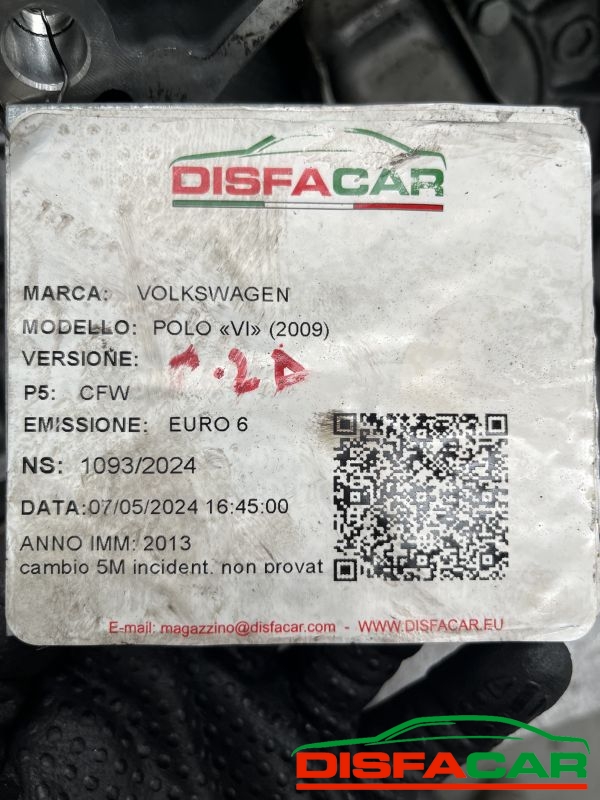 DISFACAR
MARCA: VOLKSWAGEN
MODELLO: POLO «VI» (2009)
VERSIONE: 1.2 D
P5: CFW
EMISSIONE: EURO 6
NS: 1093/2024
DATA:07/05/2024 16:45:00
ANNO IMM: 2013
cambio 5M incident. non provat
E-mail: magazzino@disfacar.com - WWW.DISFACAR.EU
DISFACAR